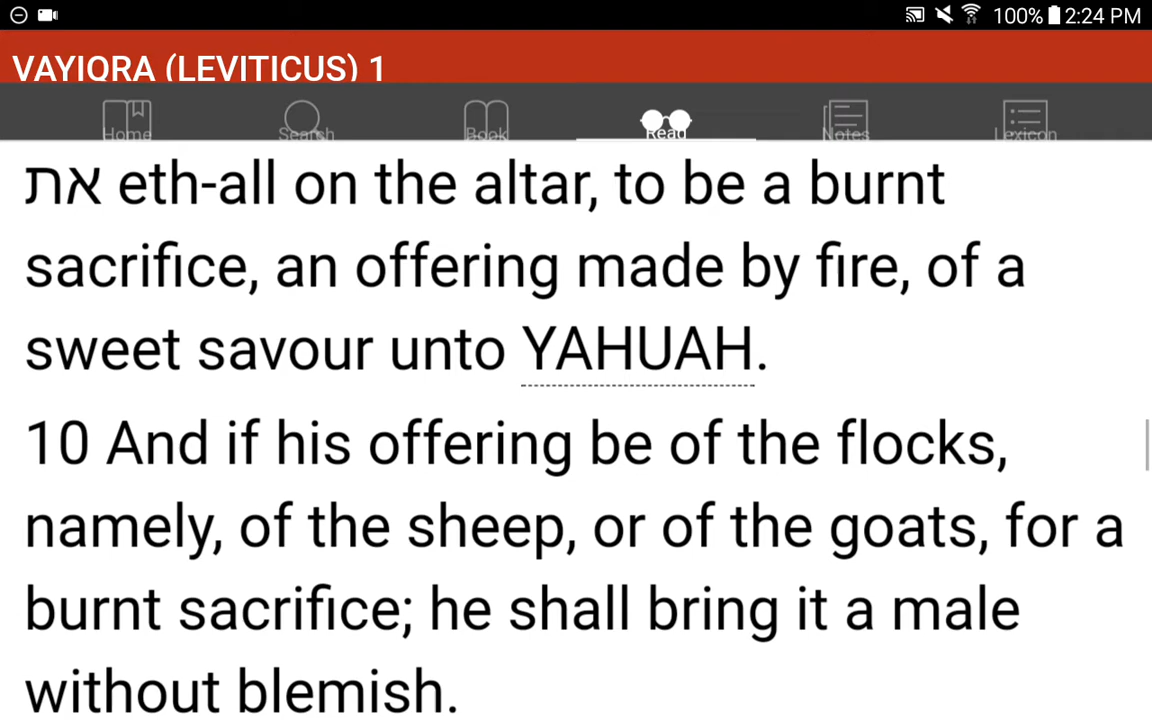 100% 2:24 PM
VAYIQRA (LEVITICUS) 1
Home Search Book Read Notes Lexicon
את eth-all on the altar, to be a burnt
sacrifice, an offering made by fire, of a
sweet savour unto YAHUAH.
10 And if his offering be of the flocks,
namely, of the sheep, or of the goats, for a
burnt sacrifice; he shall bring it a male
without blemish.